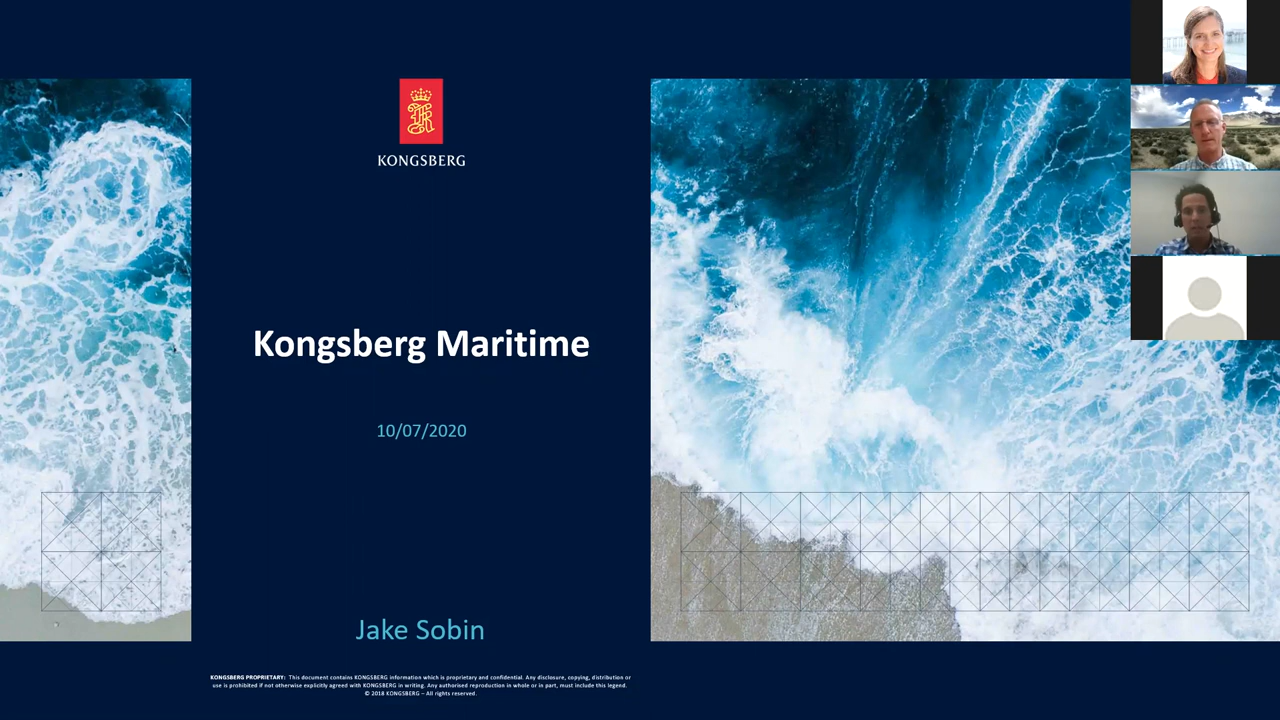 KONGSBERG
Kongsberg Maritime
10/07/2020
Jake Sobin
KONGSBERG PROPRIETARY: This document contains KONGSBERG information which is proprietary and confidential. Any disclosure, copying, distribution or
use is prohibited if not otherwise explicitly agreed with KONGSBERG in writing. Any authorised reproduction in whole or in part, must include this legend.
© 2018 KONGSBERG – All rights reserved.